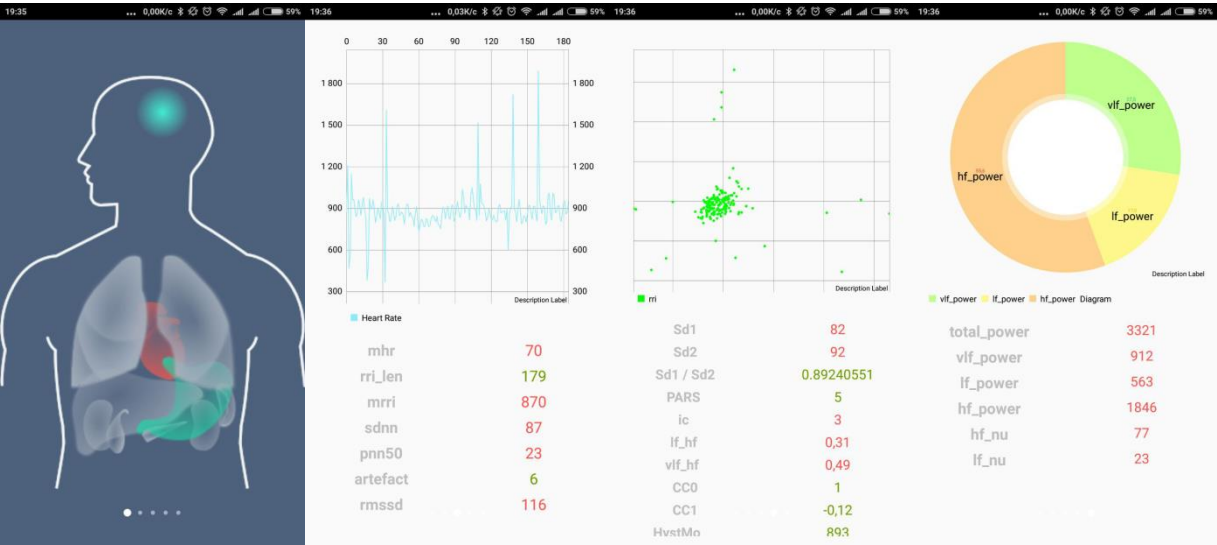 19:35 ... 0,00K/c 59%
19:36 ... 0,03K/c 59%
19:36 ... 0,00K/c 59%
19:36 ... 0,00K/c 59%
0 30 60 90 120 150 180
1 800 1 800
1 500 1 500
1 200 1 200
900 900
600 600
300 300
Description Label
Heart Rate
mhr 70
rri_len 179
mrri 870
sdnn 87
pnn50 23
artefact 6
rmssd 116
Description Label
rri
Sd1 82
Sd2 92
Sd1 / Sd2 0.89240551
PARS 5
ic 3
lf_hf 0,31
vlf_hf 0,49
CC0 1
CC1 -0,12
HystMo 893
vlf_power
hf_power
lf_power
Description Label
vlf_power lf_power hf_power Diagram
total_power 3321
vlf_power 912
lf_power 563
hf_power 1846
hf_nu 77
lf_nu 23